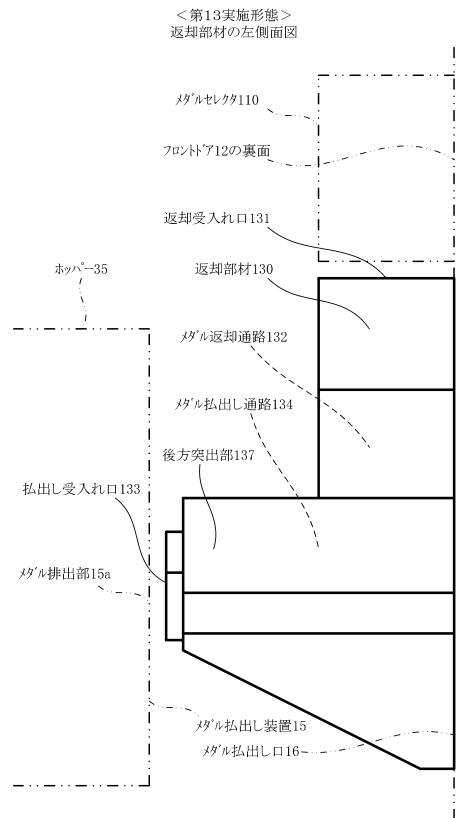 ＜第13実施形態＞
返却部材の左側面図
ﾒﾀﾞﾙセレクタ110
ﾌﾛﾝﾄﾄﾞｱ12の裏面
返却受入れ口131
ﾎｯﾊﾟｰ35
返却部材130
ﾒﾀﾞﾙ返却通路132
ﾒﾀﾞﾙ払出し通路134
後方突出部137
払出し受入れ口133
ﾒﾀﾞﾙ排出部15a
ﾒﾀﾞﾙ払出し装置15
ﾒﾀﾞﾙ払出し口16